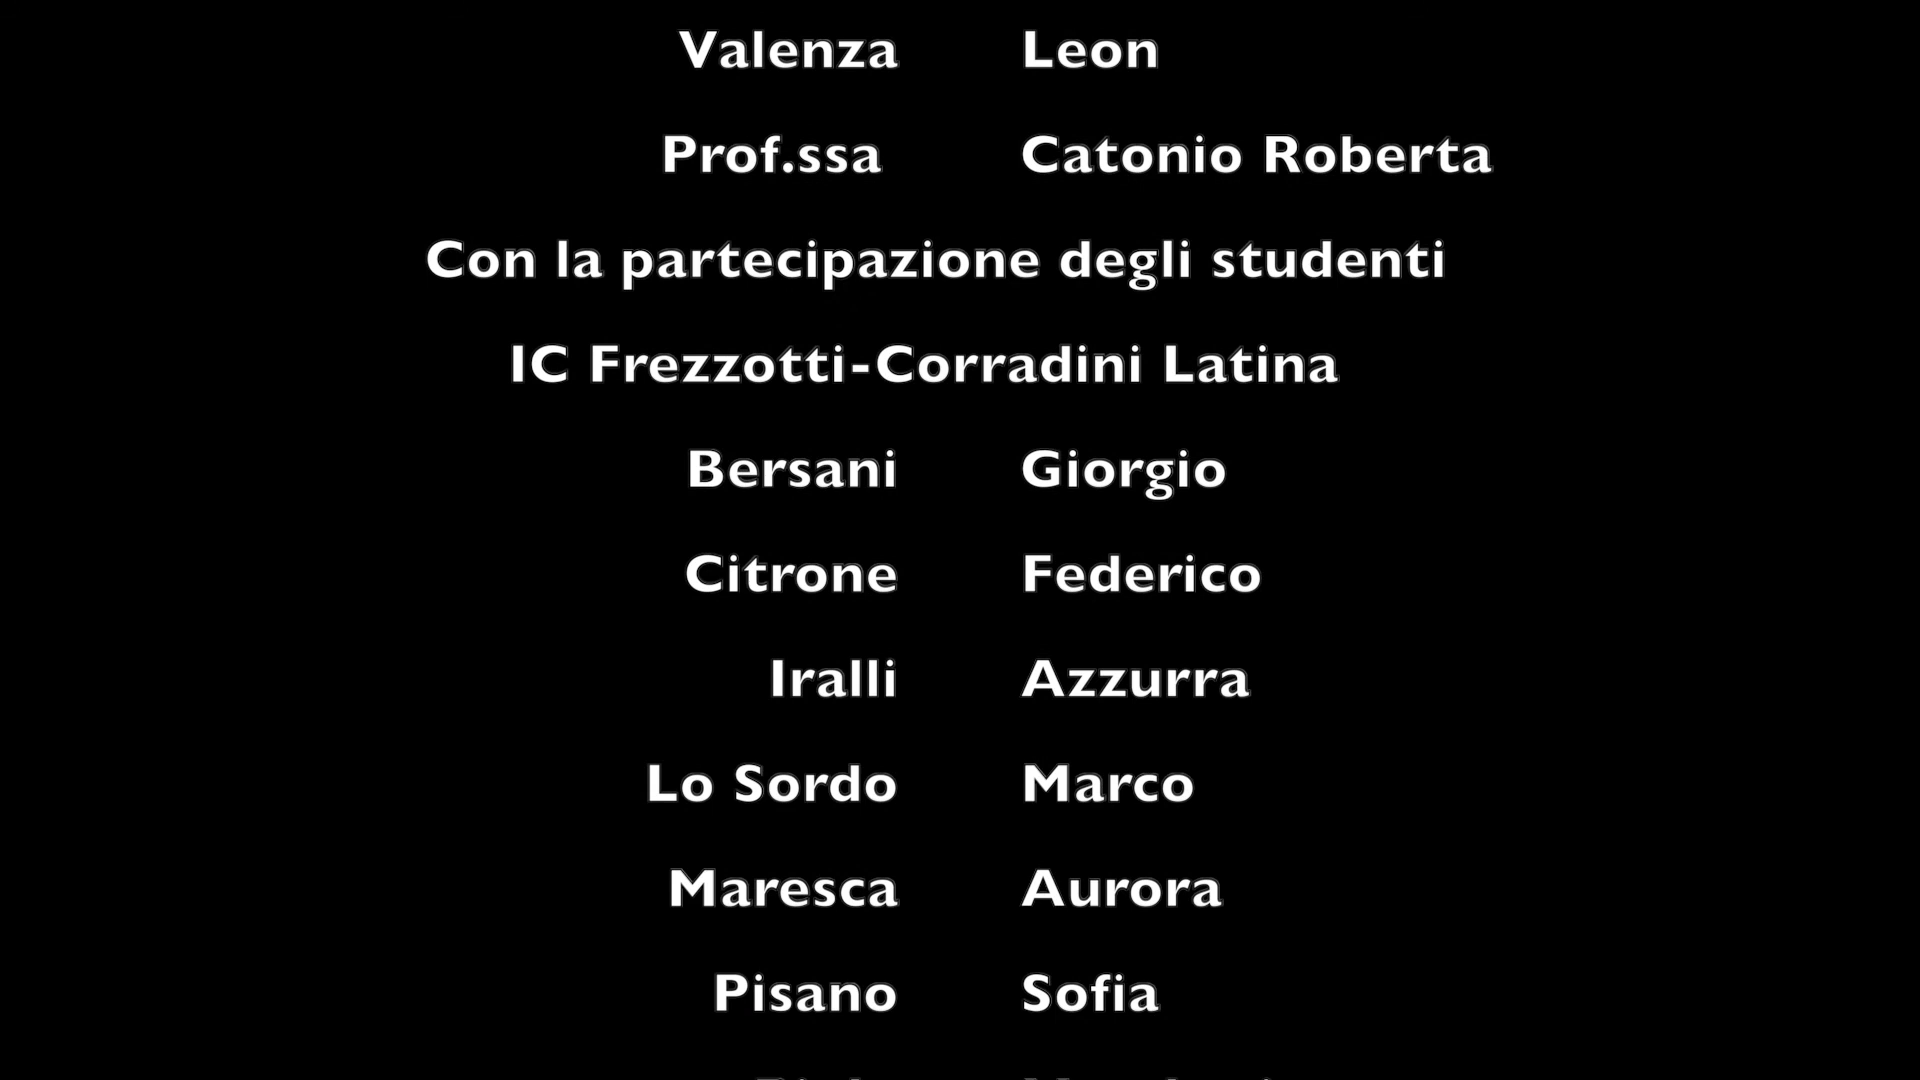 Valenza Leon
Prof.ssa Catonio Roberta
Con la partecipazione degli studenti
IC Frezzotti-Corradini Latina
Bersani Giorgio
Citrone Federico
Iralli Azzurra
Lo Sordo Marco
Maresca Aurora
Pisano Sofia